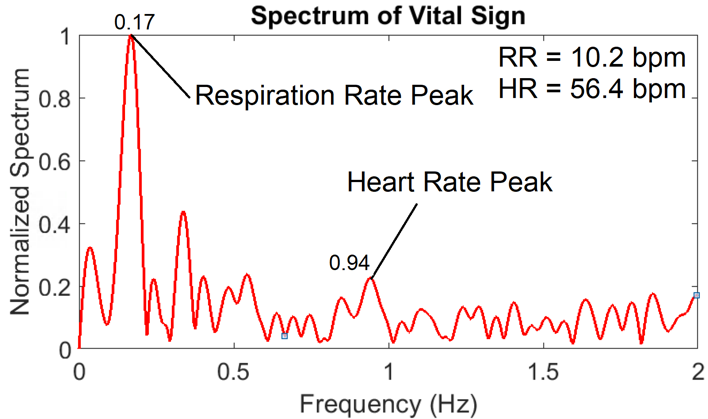 Spectrum of Vital Sign
0.17
RR = 10.2 bpm
HR = 56.4 bpm
Respiration Rate Peak
Heart Rate Peak
0.94
Normalized Spectrum
1
0.8
0.6
0.4
0.2
0
0
0.5
1
1.5
2
Frequency (Hz)